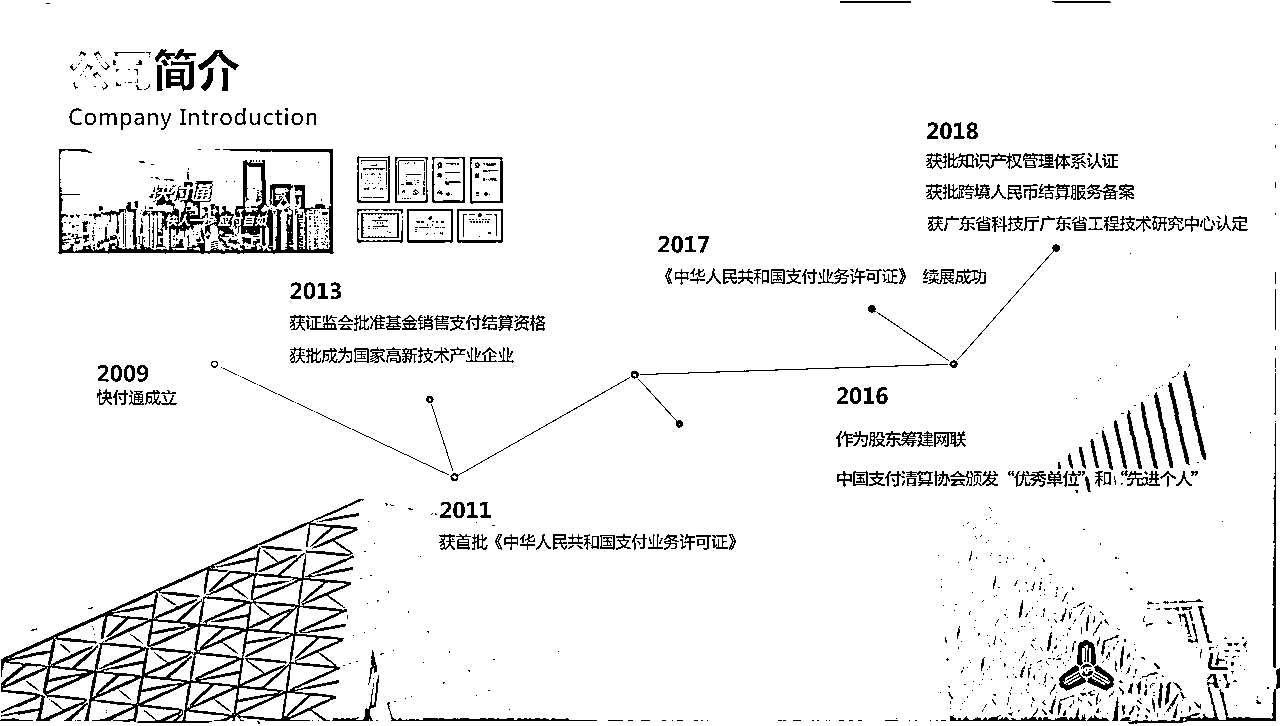 公司简介
Company Introduction
快付通
2018
获批知识产权管理体系认证
获批跨境人民币结算服务备案
获广东省科技厅广东省工程技术研究中心认定
2017
《中华人民共和国支付业务许可证》 续展成功
2013
获证监会批准基金销售支付结算资格
获批成为国家高新技术产业企业
2009
快付通成立
2016
作为股东筹建网联
中国支付清算协会颁发“优秀单位”和“先进个人”
2011
获首批《中华人民共和国支付业务许可证》